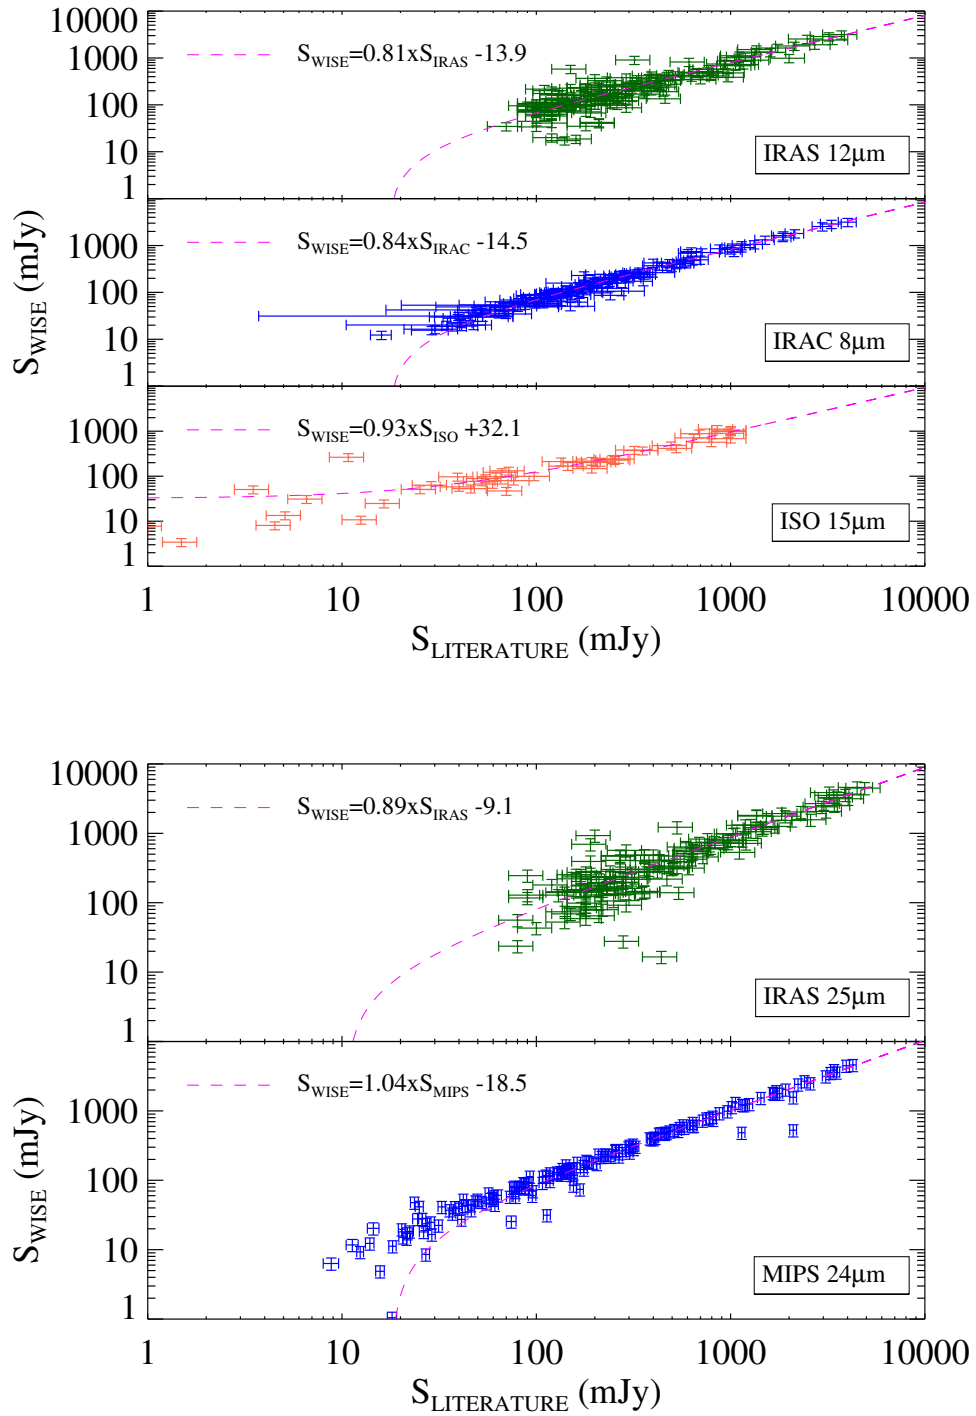 10000
S_WISE=0.81xS_IRAS -13.9
1000
100
10
IRAS 12μm
1
S_WISE=0.84xS_IRAC -14.5
1000
100
10
IRAC 8μm
1
S_WISE=0.93xS_ISO +32.1
1000
100
10
ISO 15μm
1
S_WISE (mJy)
1 10 100 1000 10000
S_LITERATURE (mJy)
10000
S_WISE=0.89xS_IRAS -9.1
1000
100
10
IRAS 25μm
1
S_WISE=1.04xS_MIPS -18.5
1000
100
10
MIPS 24μm
1
S_WISE (mJy)
1 10 100 1000 10000
S_LITERATURE (mJy)